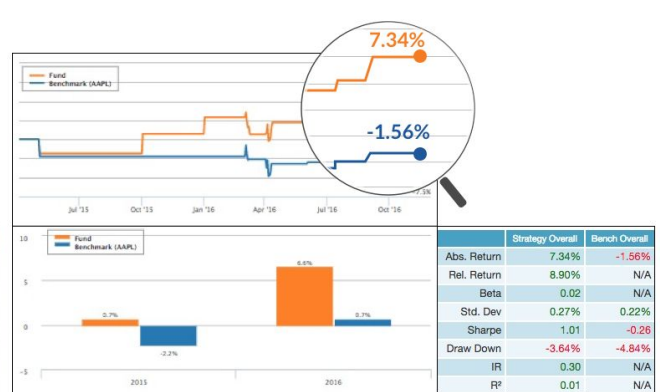 7.34%
Fund
Benchmark (AAPL)
-1.56%
-7.5%
Jul '15 Oct '15 Jan '16 Apr '16 Jul '16 Oct '16
10
Fund
Benchmark (AAPL)
6.6%
5
0.7%
0.7%
0
-2.2%
-5
2015 2016
Strategy Overall Bench Overall
Abs. Return 7.34% -1.56%
Rel. Return 8.90% N/A
Beta 0.02 N/A
Std. Dev 0.27% 0.22%
Sharpe 1.01 -0.26
Draw Down -3.64% -4.84%
IR 0.30 N/A
R² 0.01 N/A